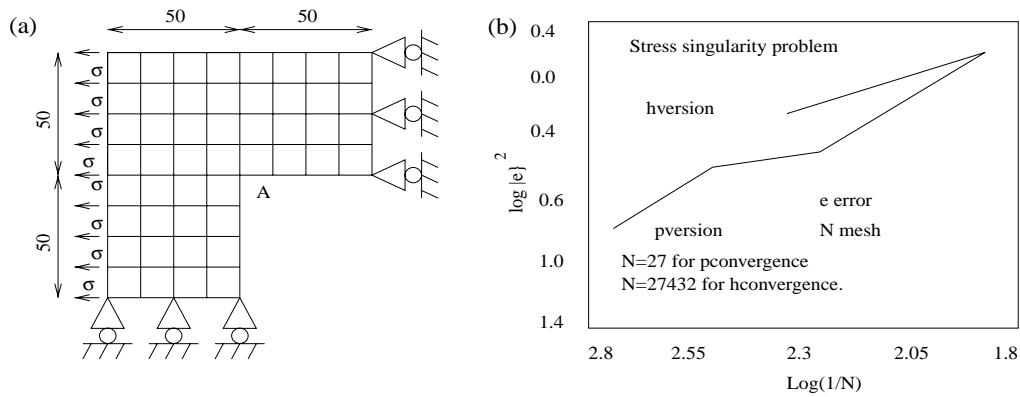 (a)
50
50
50
50
σ
σ
σ
σ
σ
σ
σ
σ
A
(b)
Stress singularity problem
hversion
pversion
e error
N mesh
N=27 for pconvergence
N=27432 for hconvergence.
log |e}²
0.4
0.0
0.4
0.6
1.0
1.4
2.8
2.55
2.3
2.05
1.8
Log(1/N)